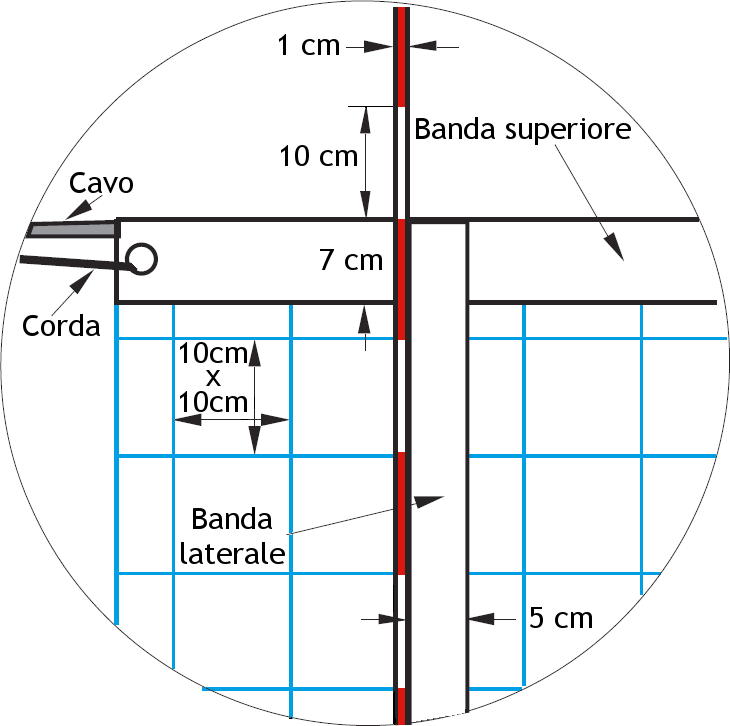 1 cm
Banda superiore
10 cm
Cavo
7 cm
Corda
10cm
x
10cm
Banda
laterale
5 cm